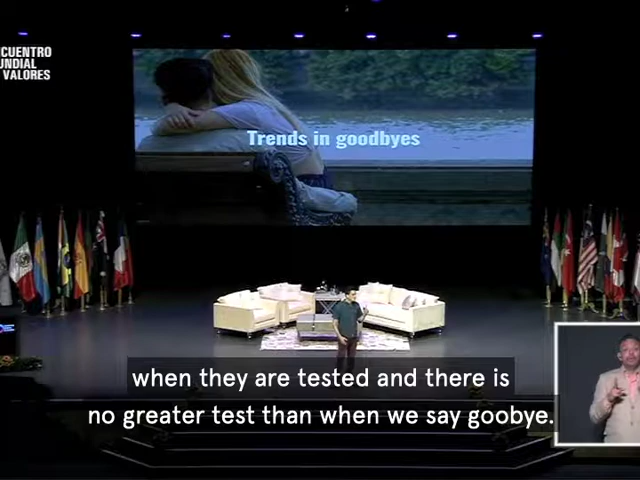 CUENTRO
UNDIAL
VALORES
Trends in goodbyes
when they are tested and there is
no greater test than when we say goobye.